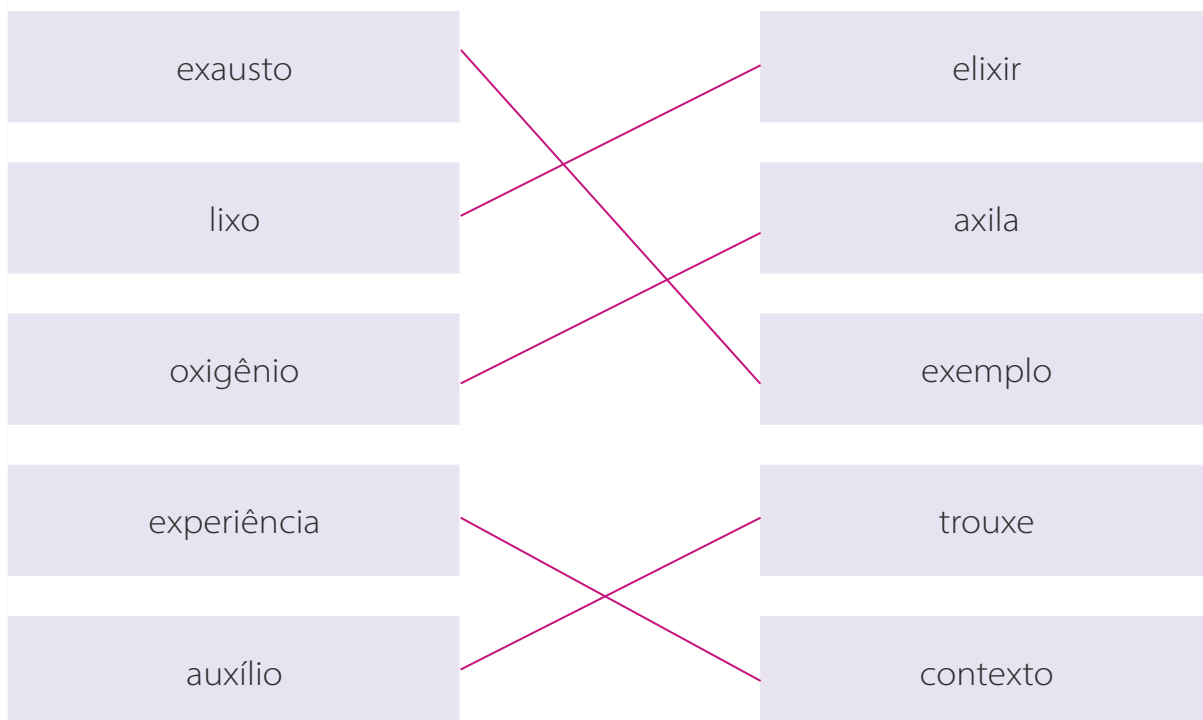 exausto
elixir
lixo
axila
oxigênio
exemplo
experiência
trouxe
auxílio
contexto